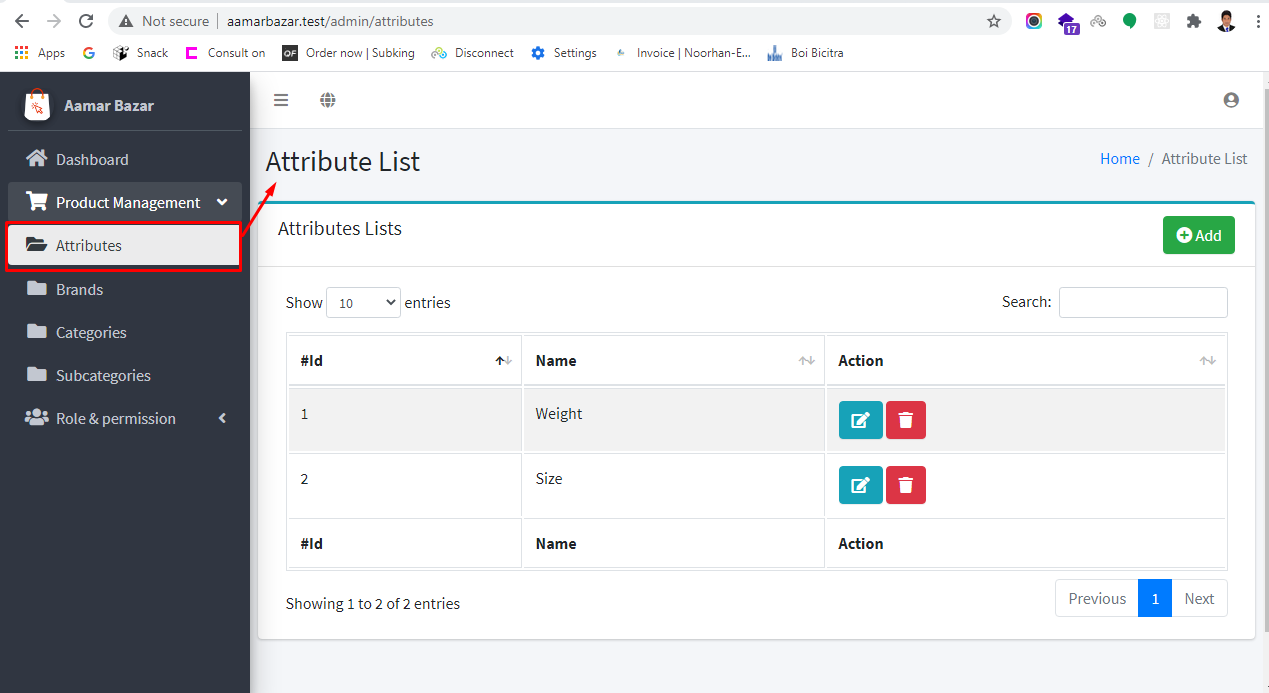 Not secure aamarbazar.test/admin/attributes
17
Apps Snack Consult on Order now | Subking Disconnect Settings Invoice | Noorhan-E... Boi Bicitra
QF
Aamar Bazar
Dashboard
Product Management
Attributes
Brands
Categories
Subcategories
Role & permission
Attribute List
Home / Attribute List
Attributes Lists
Add
Show 10 entries
Search:
#Id Name Action
1 Weight
2 Size
#Id Name Action
Showing 1 to 2 of 2 entries
Previous 1 Next